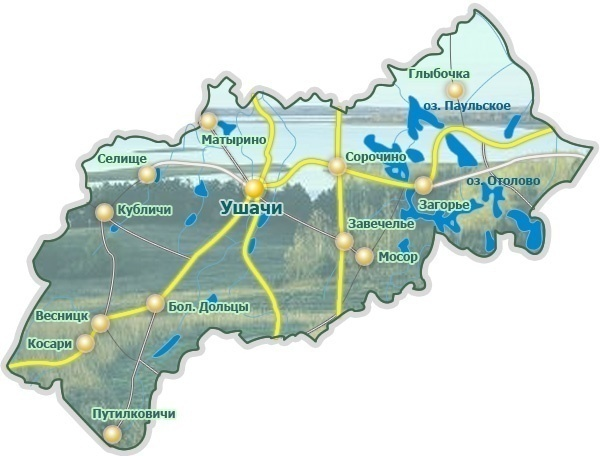 Глыбочка
оз. Паульское
Матырино
Сорочино
Селище
оз. Отолово
Загорье
Ушачи
Кубличи
Завечелье
Мосор
Бол. Дольцы
Весницк
Косари
Путилковичи